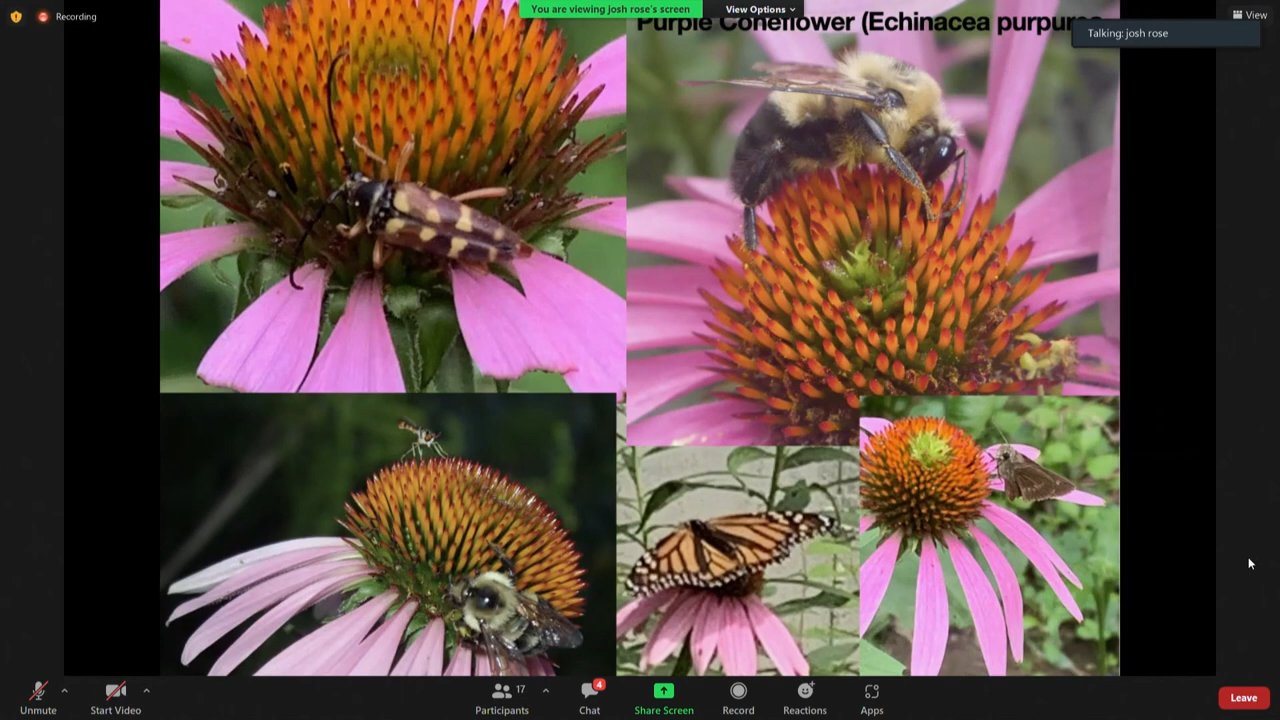 Recording
You are viewing josh rose's screen
View Options
View
Purple Coneflower (Echinacea purpurea
Talking: josh rose
Unmute
Start Video
17
Participants
4
Chat
Share Screen
Record
Reactions
Apps
Leave